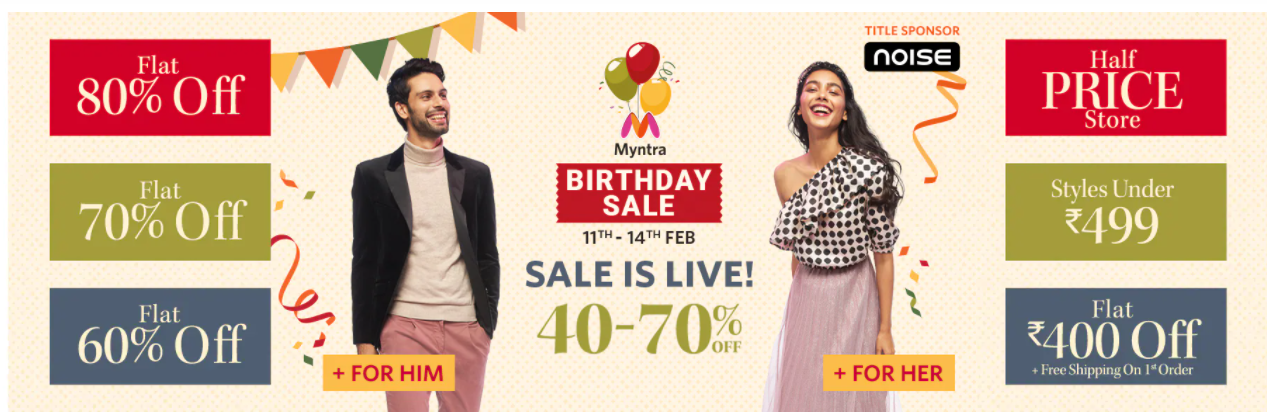 Flat
80% Off
Flat
70% Off
Flat
60% Off
+ FOR HIM
Myntra
BIRTHDAY
SALE
11TH - 14TH FEB
SALE IS LIVE!
40-70% OFF
TITLE SPONSOR
noise
+ FOR HER
Half
PRICE
Store
Styles Under
₹499
Flat
₹400 Off
+ Free Shipping On 1st Order